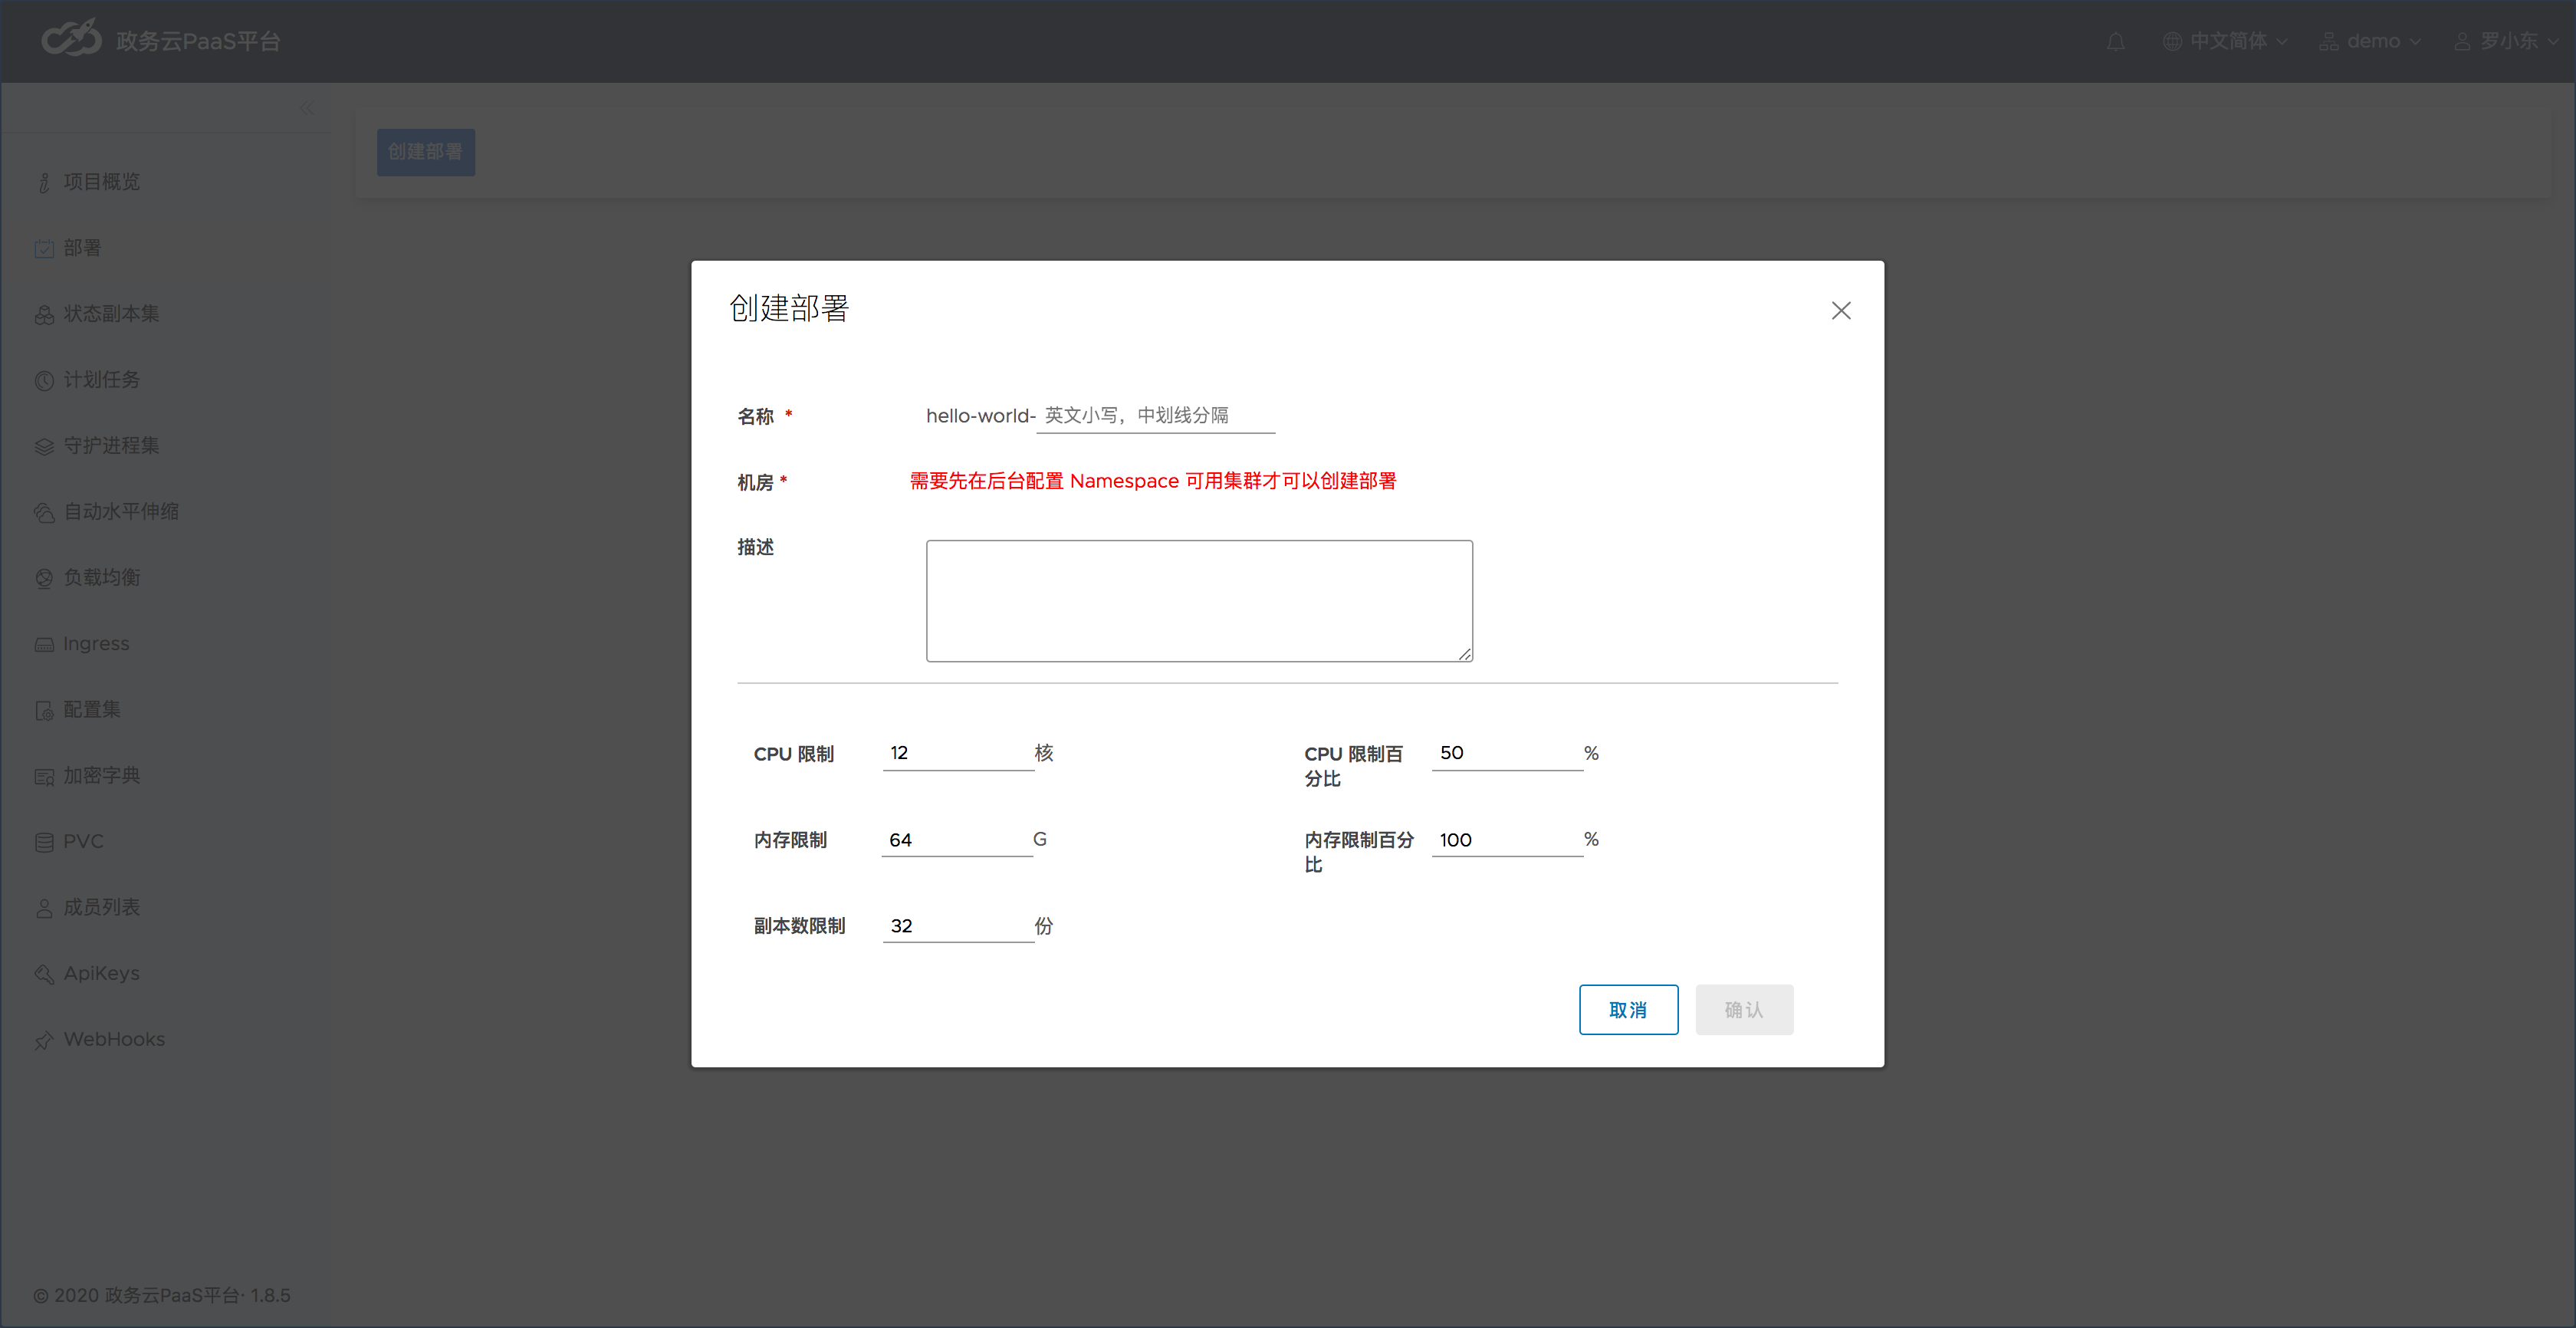 政务云PaaS平台
中文简体
demo
罗小东
创建部署
项目概览
部署
状态副本集
计划任务
守护进程集
自动水平伸缩
负载均衡
Ingress
配置集
加密字典
PVC
成员列表
ApiKeys
WebHooks
© 2020 政务云PaaS平台· 1.8.5
创建部署
名称 *
hello-world- 英文小写，中划线分隔
机房 *
需要先在后台配置 Namespace 可用集群才可以创建部署
描述
CPU 限制 12 核
CPU 限制百
分比
50 %
内存限制 64 G
内存限制百分
比
100 %
副本数限制 32 份
取消
确认